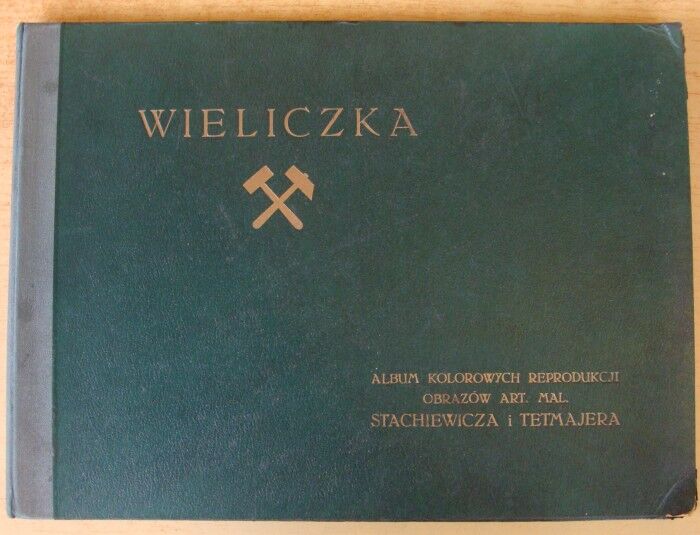 WIELICZKA
ALBUM KOLOROWYCH REPRODUKCJI
OBRAZÓW ART. MAL.
STACHIEWICZA i TETMAJERA